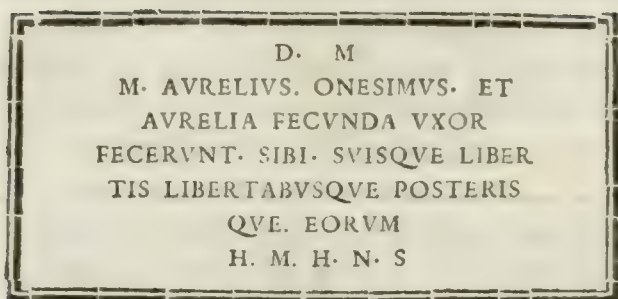 D. M
M. AVRELIVS. ONESIMVS. ET
AVRELIA FECVNDA VXOR
FECERVNT. SIBI. SVISQVE LIBER
TIS LIBERTABVSQVE POSTERIS
QVE. EORVM
H. M. H. N. S